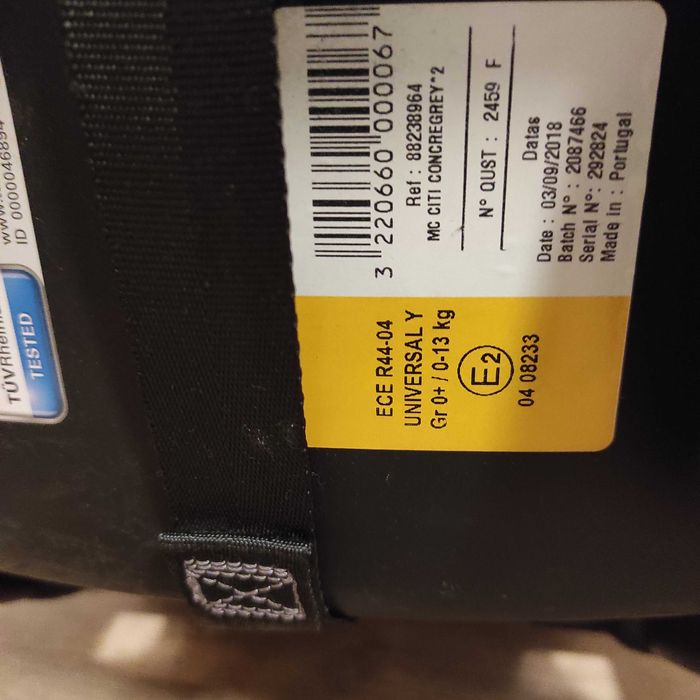 ID 0000046894
TÜVRheinl
TESTED
3 220660 000067
Ref : 88238964
MC CITI CONCREGREY*2
N° QUST : 2459 F
Datas
Date : 03/09/2018
Batch N° : 2087466
Serial N°: 292824
Made In : Portugal
ECE R44-04
UNIVERSAL Y
Gr 0+ / 0-13 kg
E2
04 08233